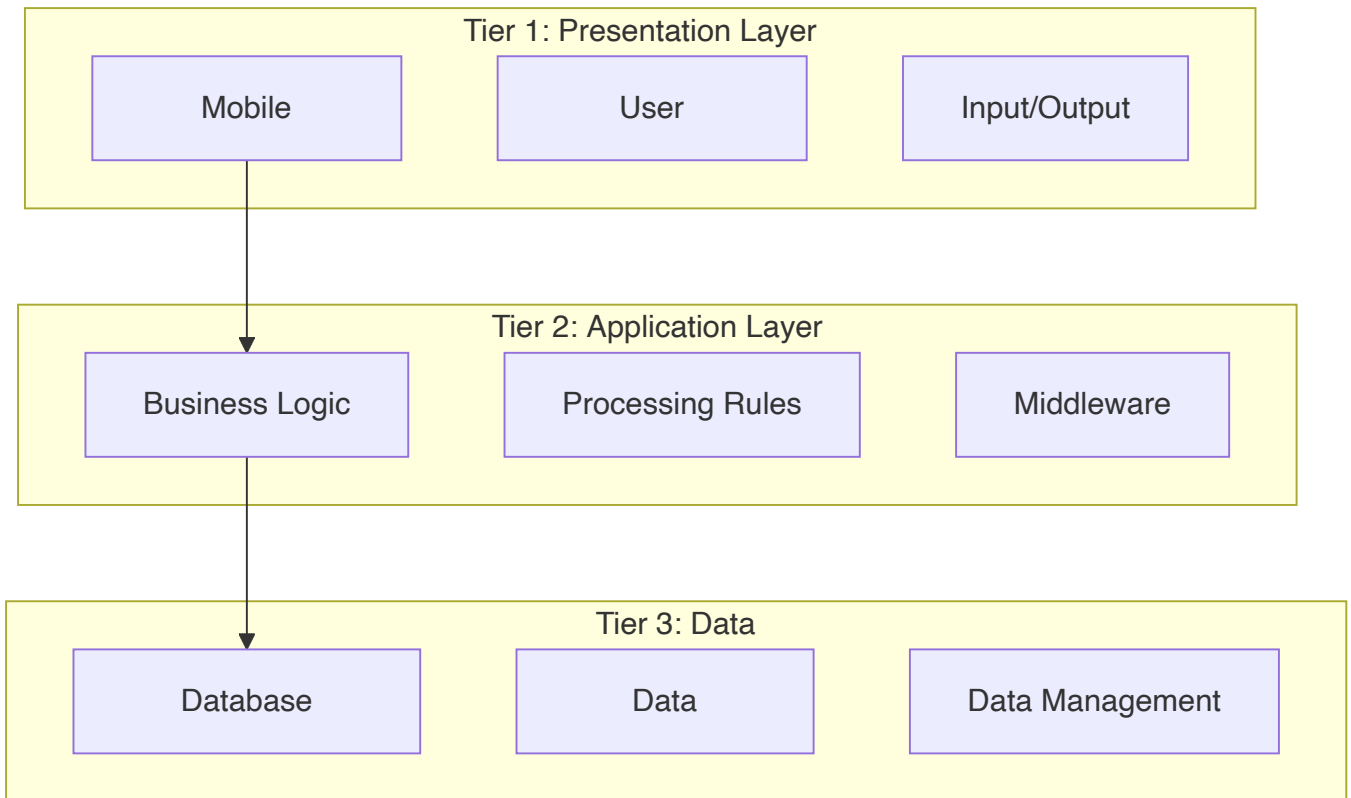 Tier 1: Presentation Layer
Mobile
User
Input/Output
Tier 2: Application Layer
Business Logic
Processing Rules
Middleware
Tier 3: Data
Database
Data
Data Management